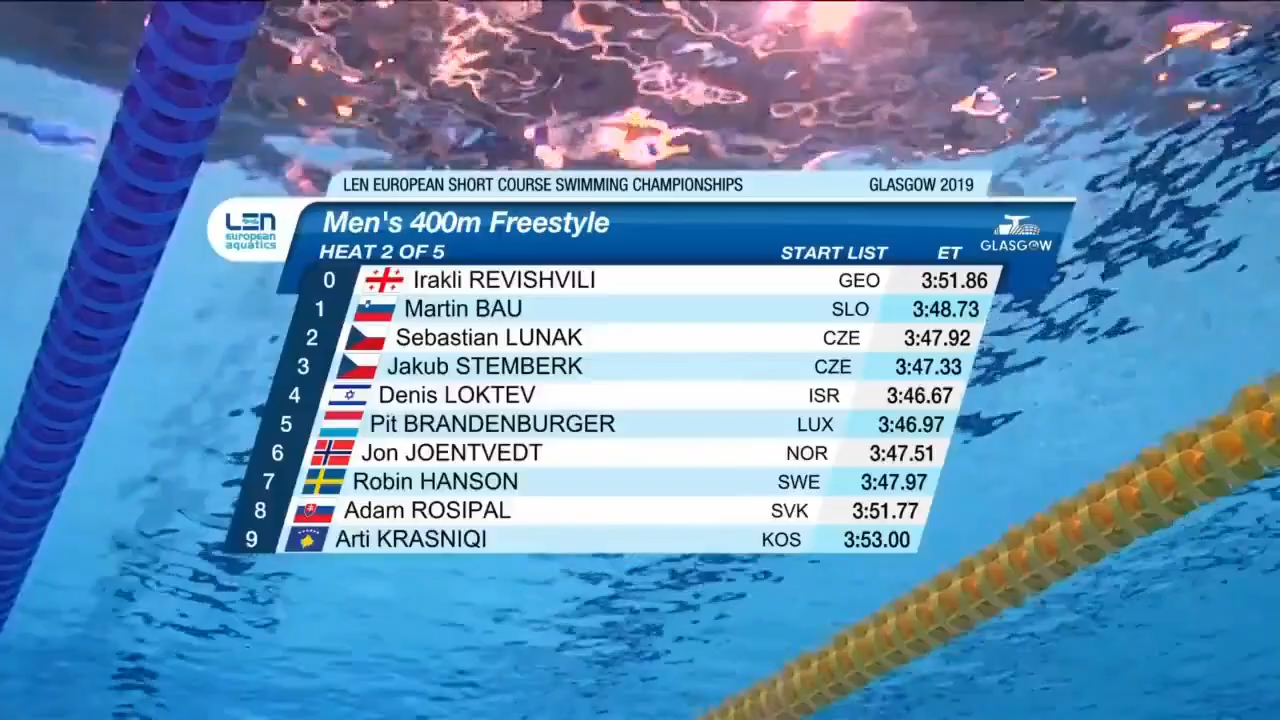 LEN EUROPEAN SHORT COURSE SWIMMING CHAMPIONSHIPS GLASGOW 2019
LEN european aquatics
Men's 400m Freestyle
GLASGOW
HEAT 2 OF 5 START LIST ET
0 Irakli REVISHVILI GEO 3:51.86
1 Martin BAU SLO 3:48.73
2 Sebastian LUNAK CZE 3:47.92
3 Jakub STEMBERK CZE 3:47.33
4 Denis LOKTEV ISR 3:46.67
5 Pit BRANDENBURGER LUX 3:46.97
6 Jon JOENTVEDT NOR 3:47.51
7 Robin HANSON SWE 3:47.97
8 Adam ROSIPAL SVK 3:51.77
9 Arti KRASNIQI KOS 3:53.00